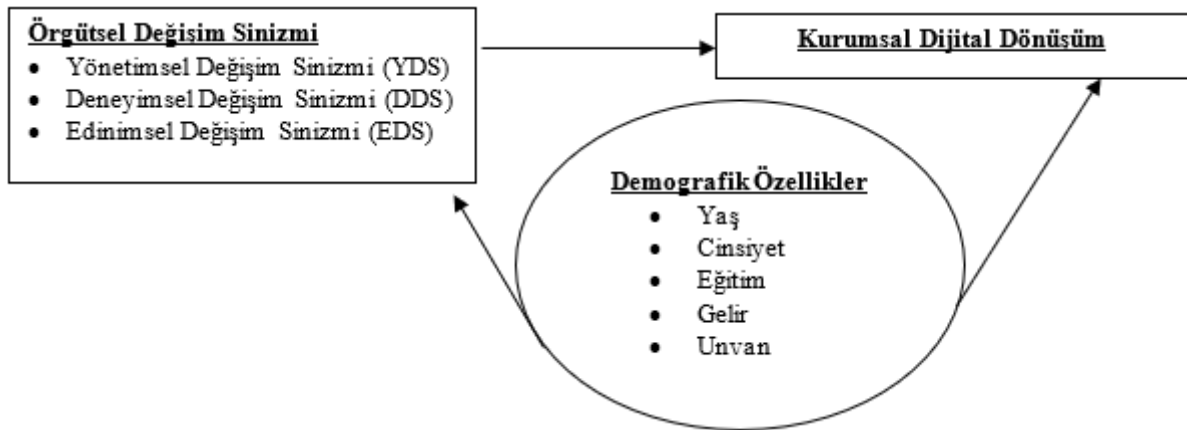 Örgütsel Değişim Sinizmi
• Yönetimsel Değişim Sinizmi (YDS)
• Deneyimsel Değişim Sinizmi (DDS)
• Edinimsel Değişim Sinizmi (EDS)
Kurumsal Dijital Dönüşüm
Demografik Özellikler
• Yaş
• Cinsiyet
• Eğitim
• Gelir
• Unvan